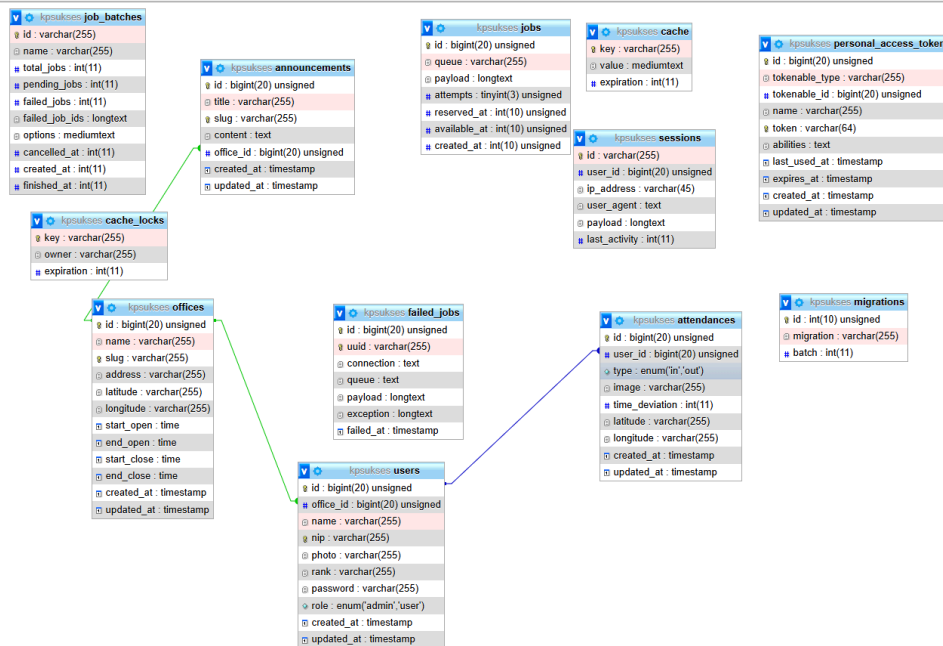 kpsukses job_batches
id : varchar(255)
name : varchar(255)
total_jobs : int(11)
pending_jobs : int(11)
failed_jobs : int(11)
failed_job_ids : longtext
options : mediumtext
cancelled_at : int(11)
created_at : int(11)
finished_at : int(11)
kpsukses announcements
id : bigint(20) unsigned
title : varchar(255)
slug : varchar(255)
content : text
office_id : bigint(20) unsigned
created_at : timestamp
updated_at : timestamp
kpsukses jobs
id : bigint(20) unsigned
queue : varchar(255)
payload : longtext
attempts : tinyint(3) unsigned
reserved_at : int(10) unsigned
available_at : int(10) unsigned
created_at : int(10) unsigned
kpsukses cache
key : varchar(255)
value : mediumtext
expiration : int(11)
kpsukses personal_access_token
id : bigint(20) unsigned
tokenable_type : varchar(255)
tokenable_id : bigint(20) unsigned
name : varchar(255)
token : varchar(64)
abilities : text
last_used_at : timestamp
expires_at : timestamp
created_at : timestamp
updated_at : timestamp
kpsukses sessions
id : varchar(255)
user_id : bigint(20) unsigned
ip_address : varchar(45)
user_agent : text
payload : longtext
last_activity : int(11)
kpsukses cache_locks
key : varchar(255)
owner : varchar(255)
expiration : int(11)
kpsukses offices
id : bigint(20) unsigned
name : varchar(255)
slug : varchar(255)
address : varchar(255)
latitude : varchar(255)
longitude : varchar(255)
start_open : time
end_open : time
start_close : time
end_close : time
created_at : timestamp
updated_at : timestamp
kpsukses failed_jobs
id : bigint(20) unsigned
uuid : varchar(255)
connection : text
queue : text
payload : longtext
exception : longtext
failed_at : timestamp
kpsukses attendances
id : bigint(20) unsigned
user_id : bigint(20) unsigned
type : enum('in','out')
image : varchar(255)
time_deviation : int(11)
latitude : varchar(255)
longitude : varchar(255)
created_at : timestamp
updated_at : timestamp
kpsukses migrations
id : int(10) unsigned
migration : varchar(255)
batch : int(11)
kpsukses users
id : bigint(20) unsigned
office_id : bigint(20) unsigned
name : varchar(255)
nip : varchar(255)
photo : varchar(255)
rank : varchar(255)
password : varchar(255)
role : enum('admin','user')
created_at : timestamp
updated_at : timestamp